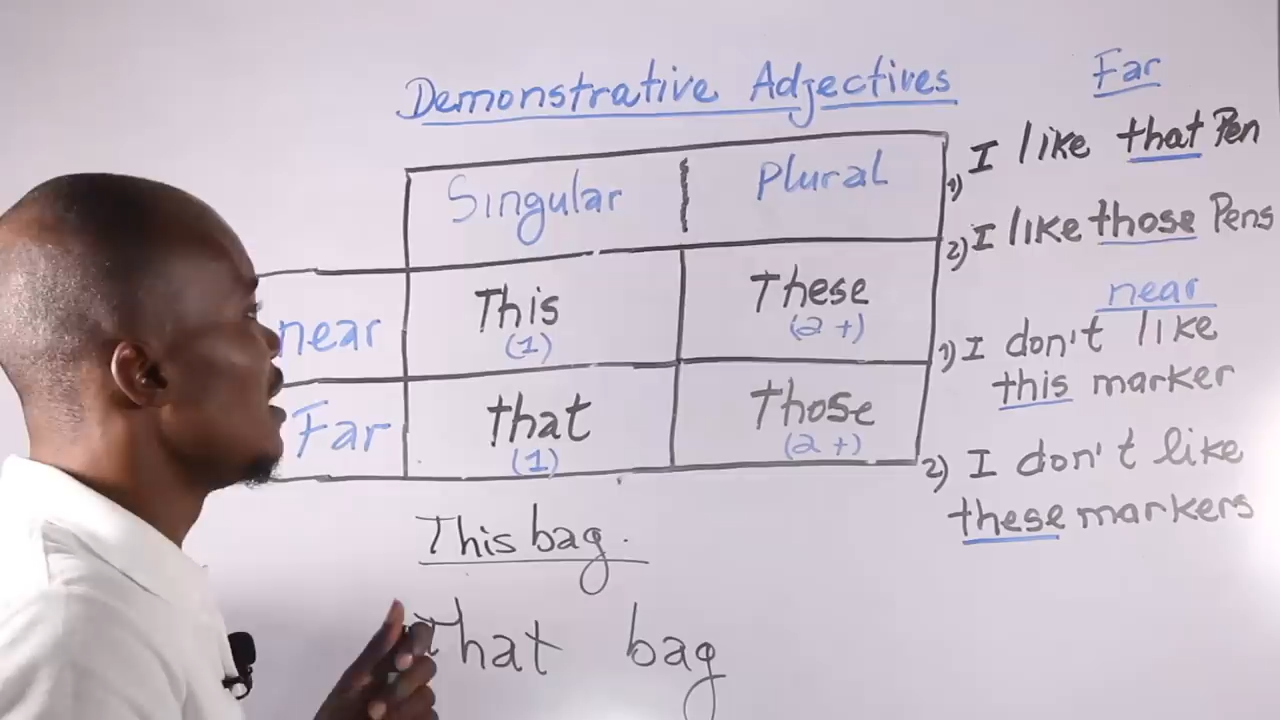 Demonstrative Adjectives
Singular | Plural
near This These
(1) (2 +)
Far that those
(1) (2 +)
This bag.
That bag
Far
1) I like that Pen
2) I like those Pens
near
1) I don't like
this marker
2) I don't like
these markers